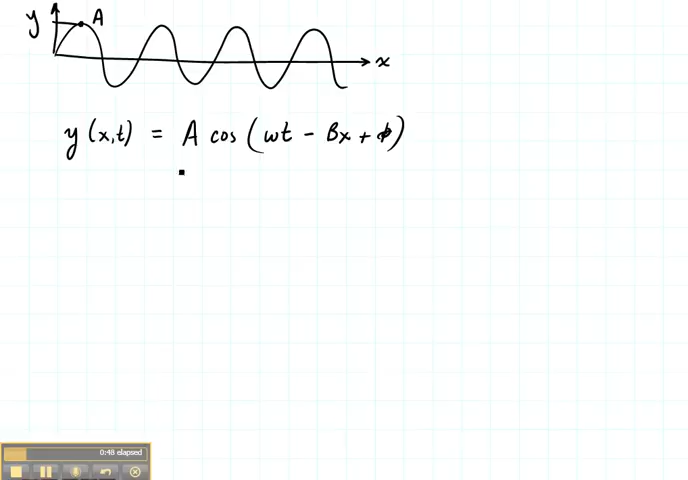 y
A
x
y (x,t) = A cos (ωt - Bx + φ)
0:48 elapsed